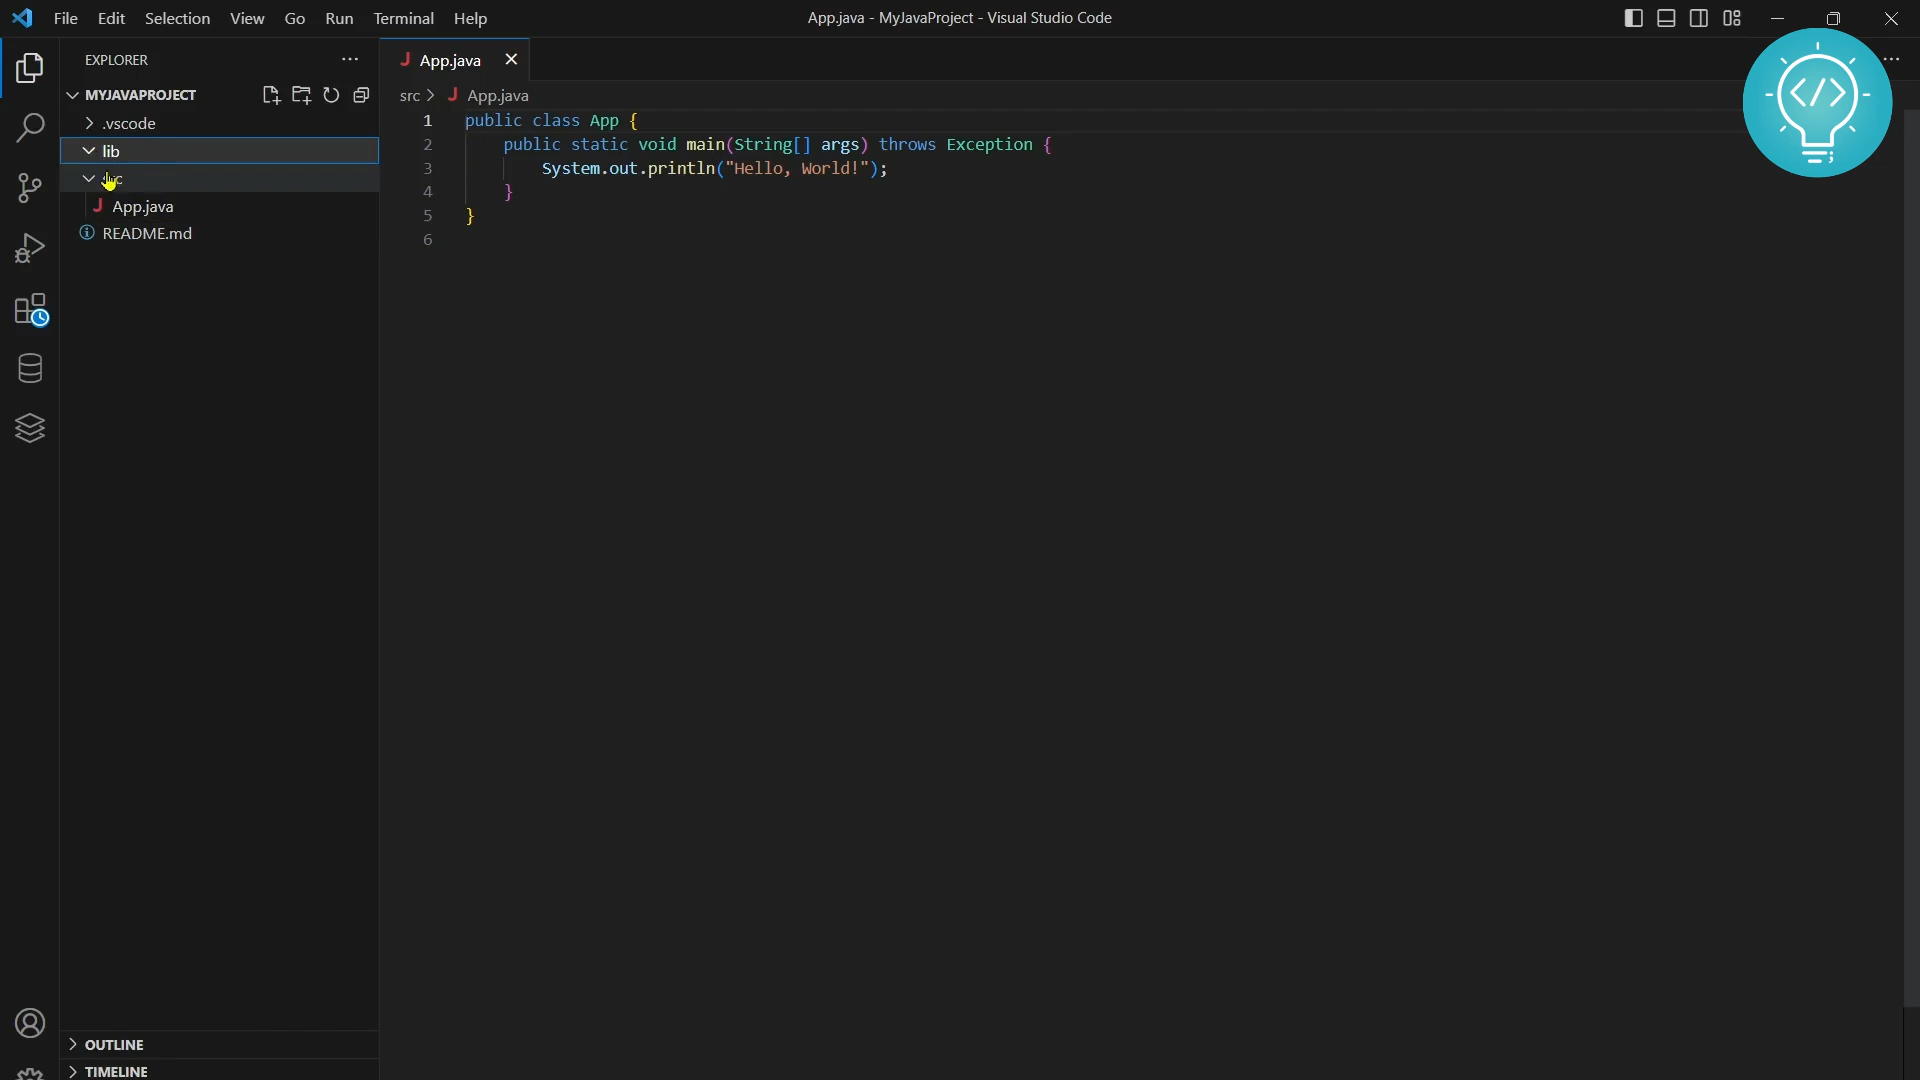 File Edit Selection View Go Run Terminal Help
App.java - MyJavaProject - Visual Studio Code
EXPLORER
MYJAVAPROJECT
.vscode
lib
App.java
README.md
OUTLINE
TIMELINE
J App.java
src > J App.java
1 public class App {
2 public static void main(String[] args) throws Exception {
3 System.out.println("Hello, World!");
4 }
5 }
6
</>